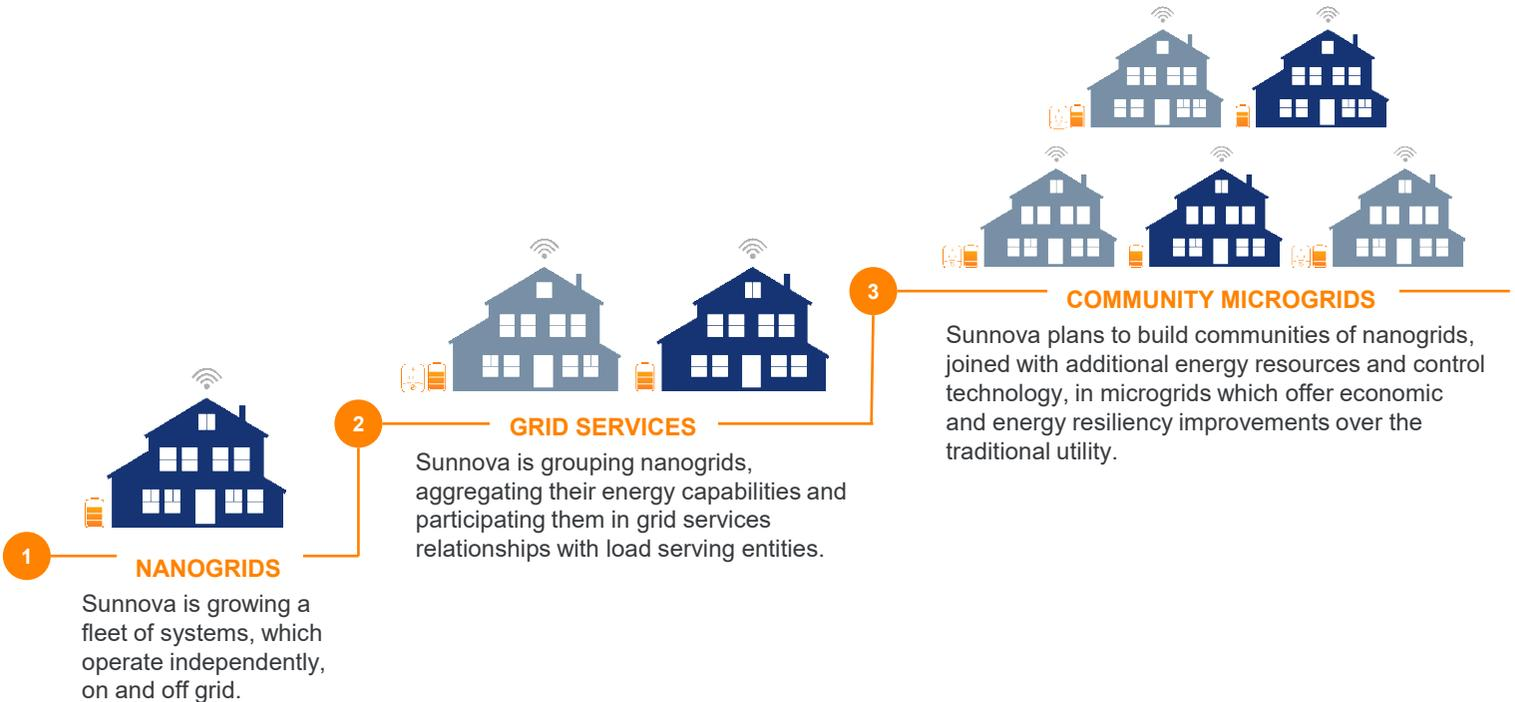 1
NANOGRIDS
Sunnova is growing a
fleet of systems, which
operate independently,
on and off grid.
2
GRID SERVICES
Sunnova is grouping nanogrids,
aggregating their energy capabilities and
participating them in grid services
relationships with load serving entities.
3
COMMUNITY MICROGRIDS
Sunnova plans to build communities of nanogrids,
joined with additional energy resources and control
technology, in microgrids which offer economic
and energy resiliency improvements over the
traditional utility.